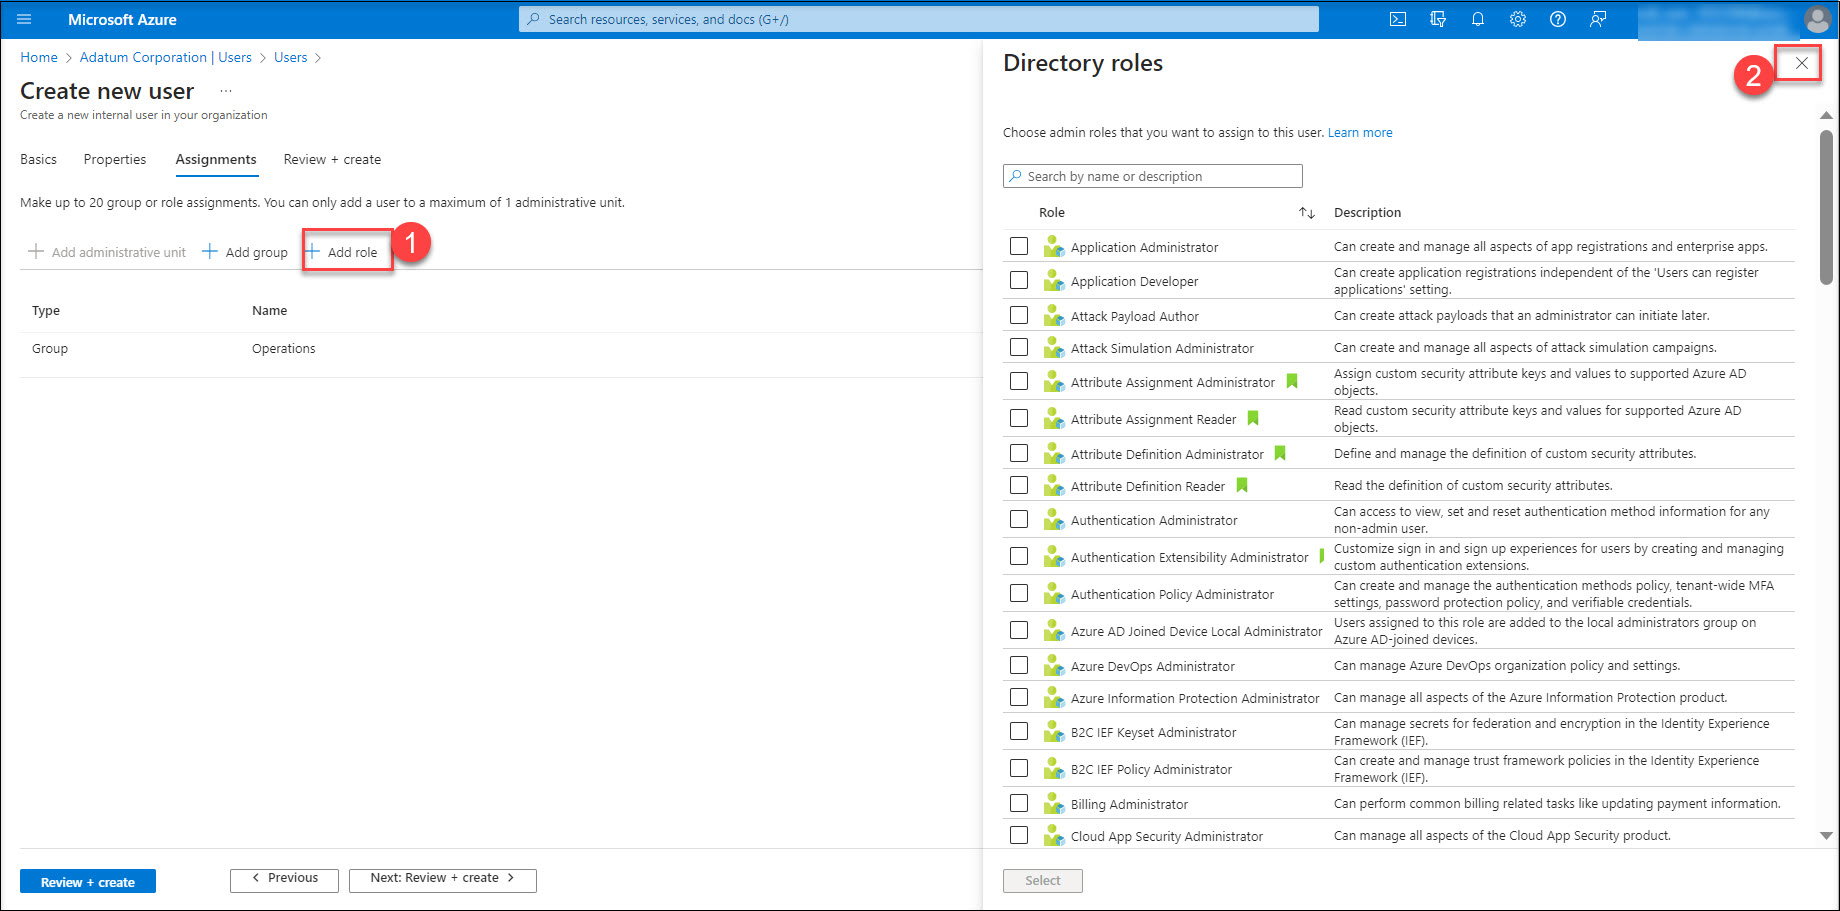 Microsoft Azure
Search resources, services, and docs (G+/)
Home > Adatum Corporation | Users > Users >
Create new user ...
Create a new internal user in your organization
Basics Properties Assignments Review + create
Make up to 20 group or role assignments. You can only add a user to a maximum of 1 administrative unit.
Add administrative unit Add group Add role 1
Type Name
Group Operations
Review + create < Previous Next: Review + create >
Directory roles
2
Choose admin roles that you want to assign to this user. Learn more
Search by name or description
Role Description
Application Administrator Can create and manage all aspects of app registrations and enterprise apps.
Application Developer Can create application registrations independent of the 'Users can register
applications' setting.
Attack Payload Author Can create attack payloads that an administrator can initiate later.
Attack Simulation Administrator Can create and manage all aspects of attack simulation campaigns.
Attribute Assignment Administrator Assign custom security attribute keys and values to supported Azure AD
objects.
Attribute Assignment Reader Read custom security attribute keys and values for supported Azure AD
objects.
Attribute Definition Administrator Define and manage the definition of custom security attributes.
Attribute Definition Reader Read the definition of custom security attributes.
Authentication Administrator Can access to view, set and reset authentication method information for any
non-admin user.
Authentication Extensibility Administrator Customize sign in and sign up experiences for users by creating and managing
custom authentication extensions.
Authentication Policy Administrator Can create and manage the authentication methods policy, tenant-wide MFA
settings, password protection policy, and verifiable credentials.
Azure AD Joined Device Local Administrator Users assigned to this role are added to the local administrators group on
Azure AD-joined devices.
Azure DevOps Administrator Can manage Azure DevOps organization policy and settings.
Azure Information Protection Administrator Can manage all aspects of the Azure Information Protection product.
B2C IEF Keyset Administrator Can manage secrets for federation and encryption in the Identity Experience
Framework (IEF).
B2C IEF Policy Administrator Can create and manage trust framework policies in the Identity Experience
Framework (IEF).
Billing Administrator Can perform common billing related tasks like updating payment information.
Cloud App Security Administrator Can manage all aspects of the Cloud App Security product.
Select